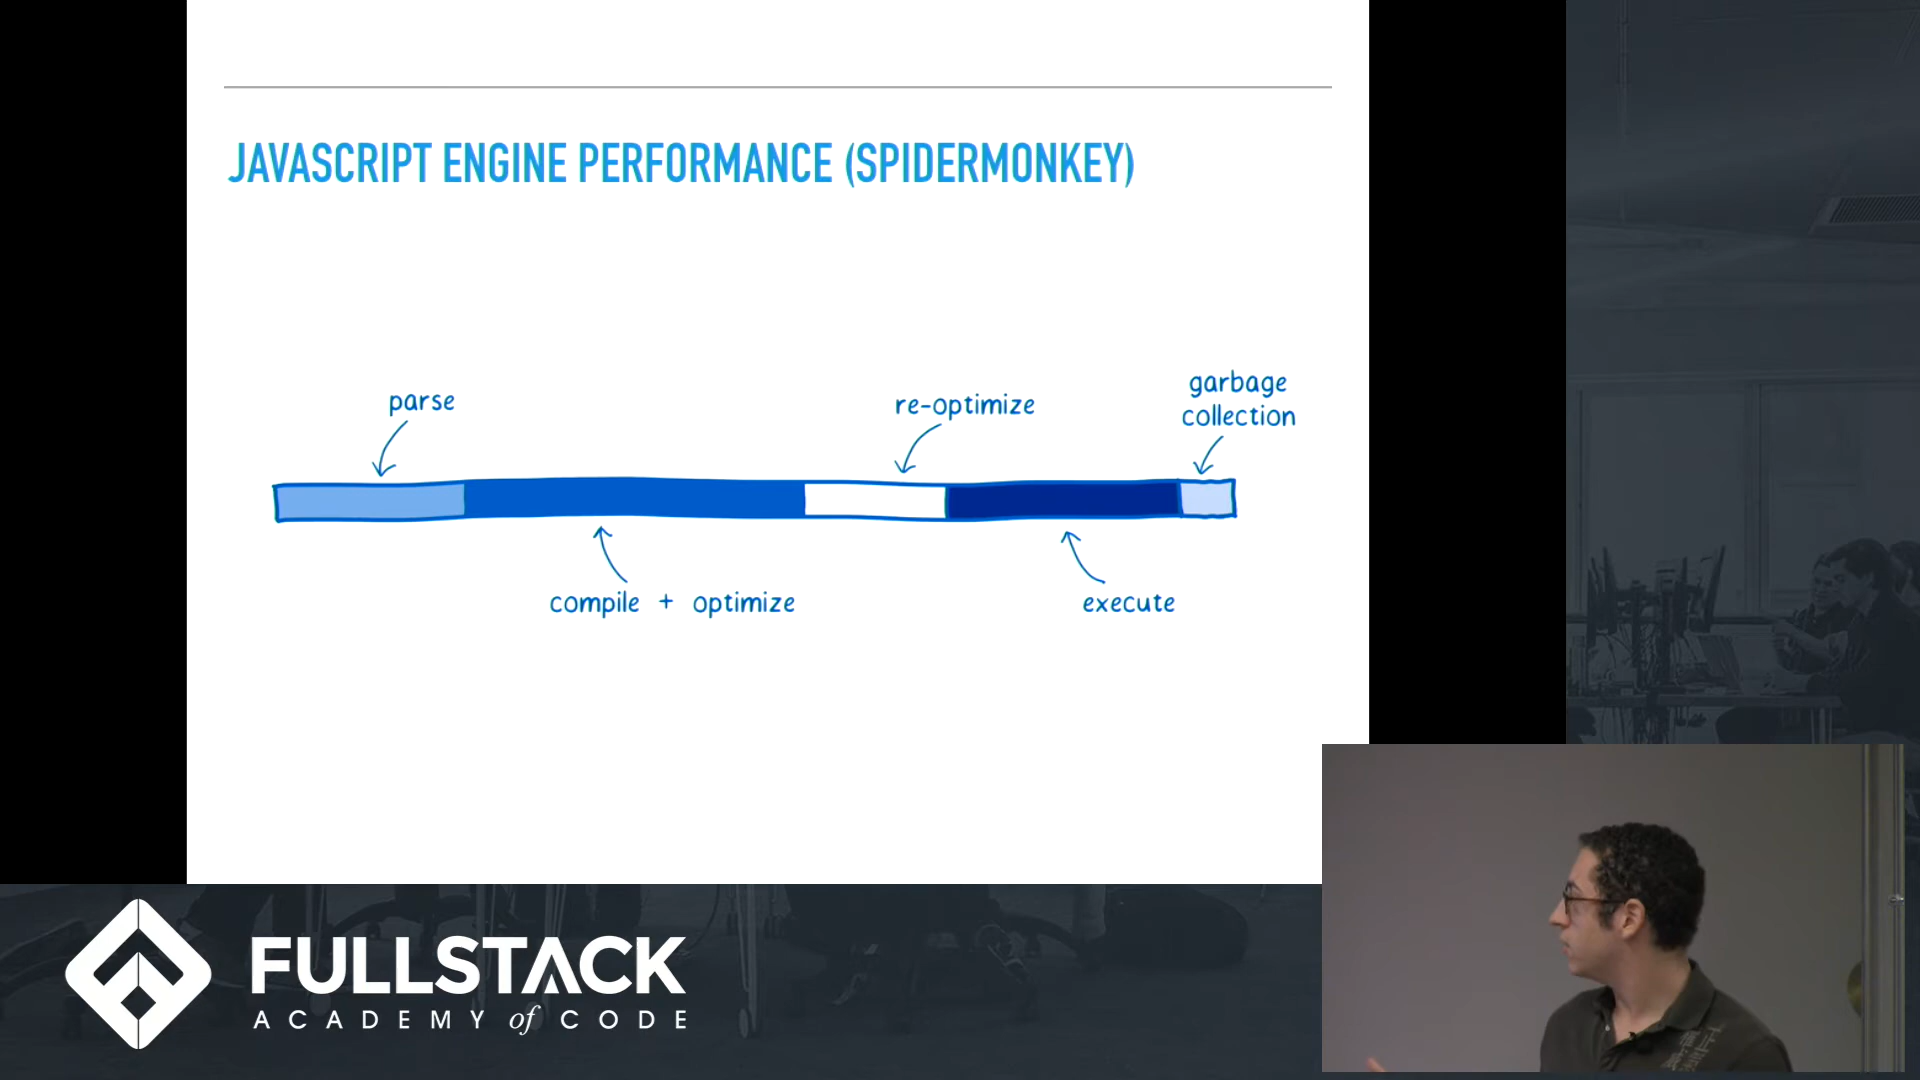 JAVASCRIPT ENGINE PERFORMANCE (SPIDERMONKEY)
parse
re-optimize
garbage
collection
compile + optimize
execute
FULLSTACK
ACADEMY of CODE